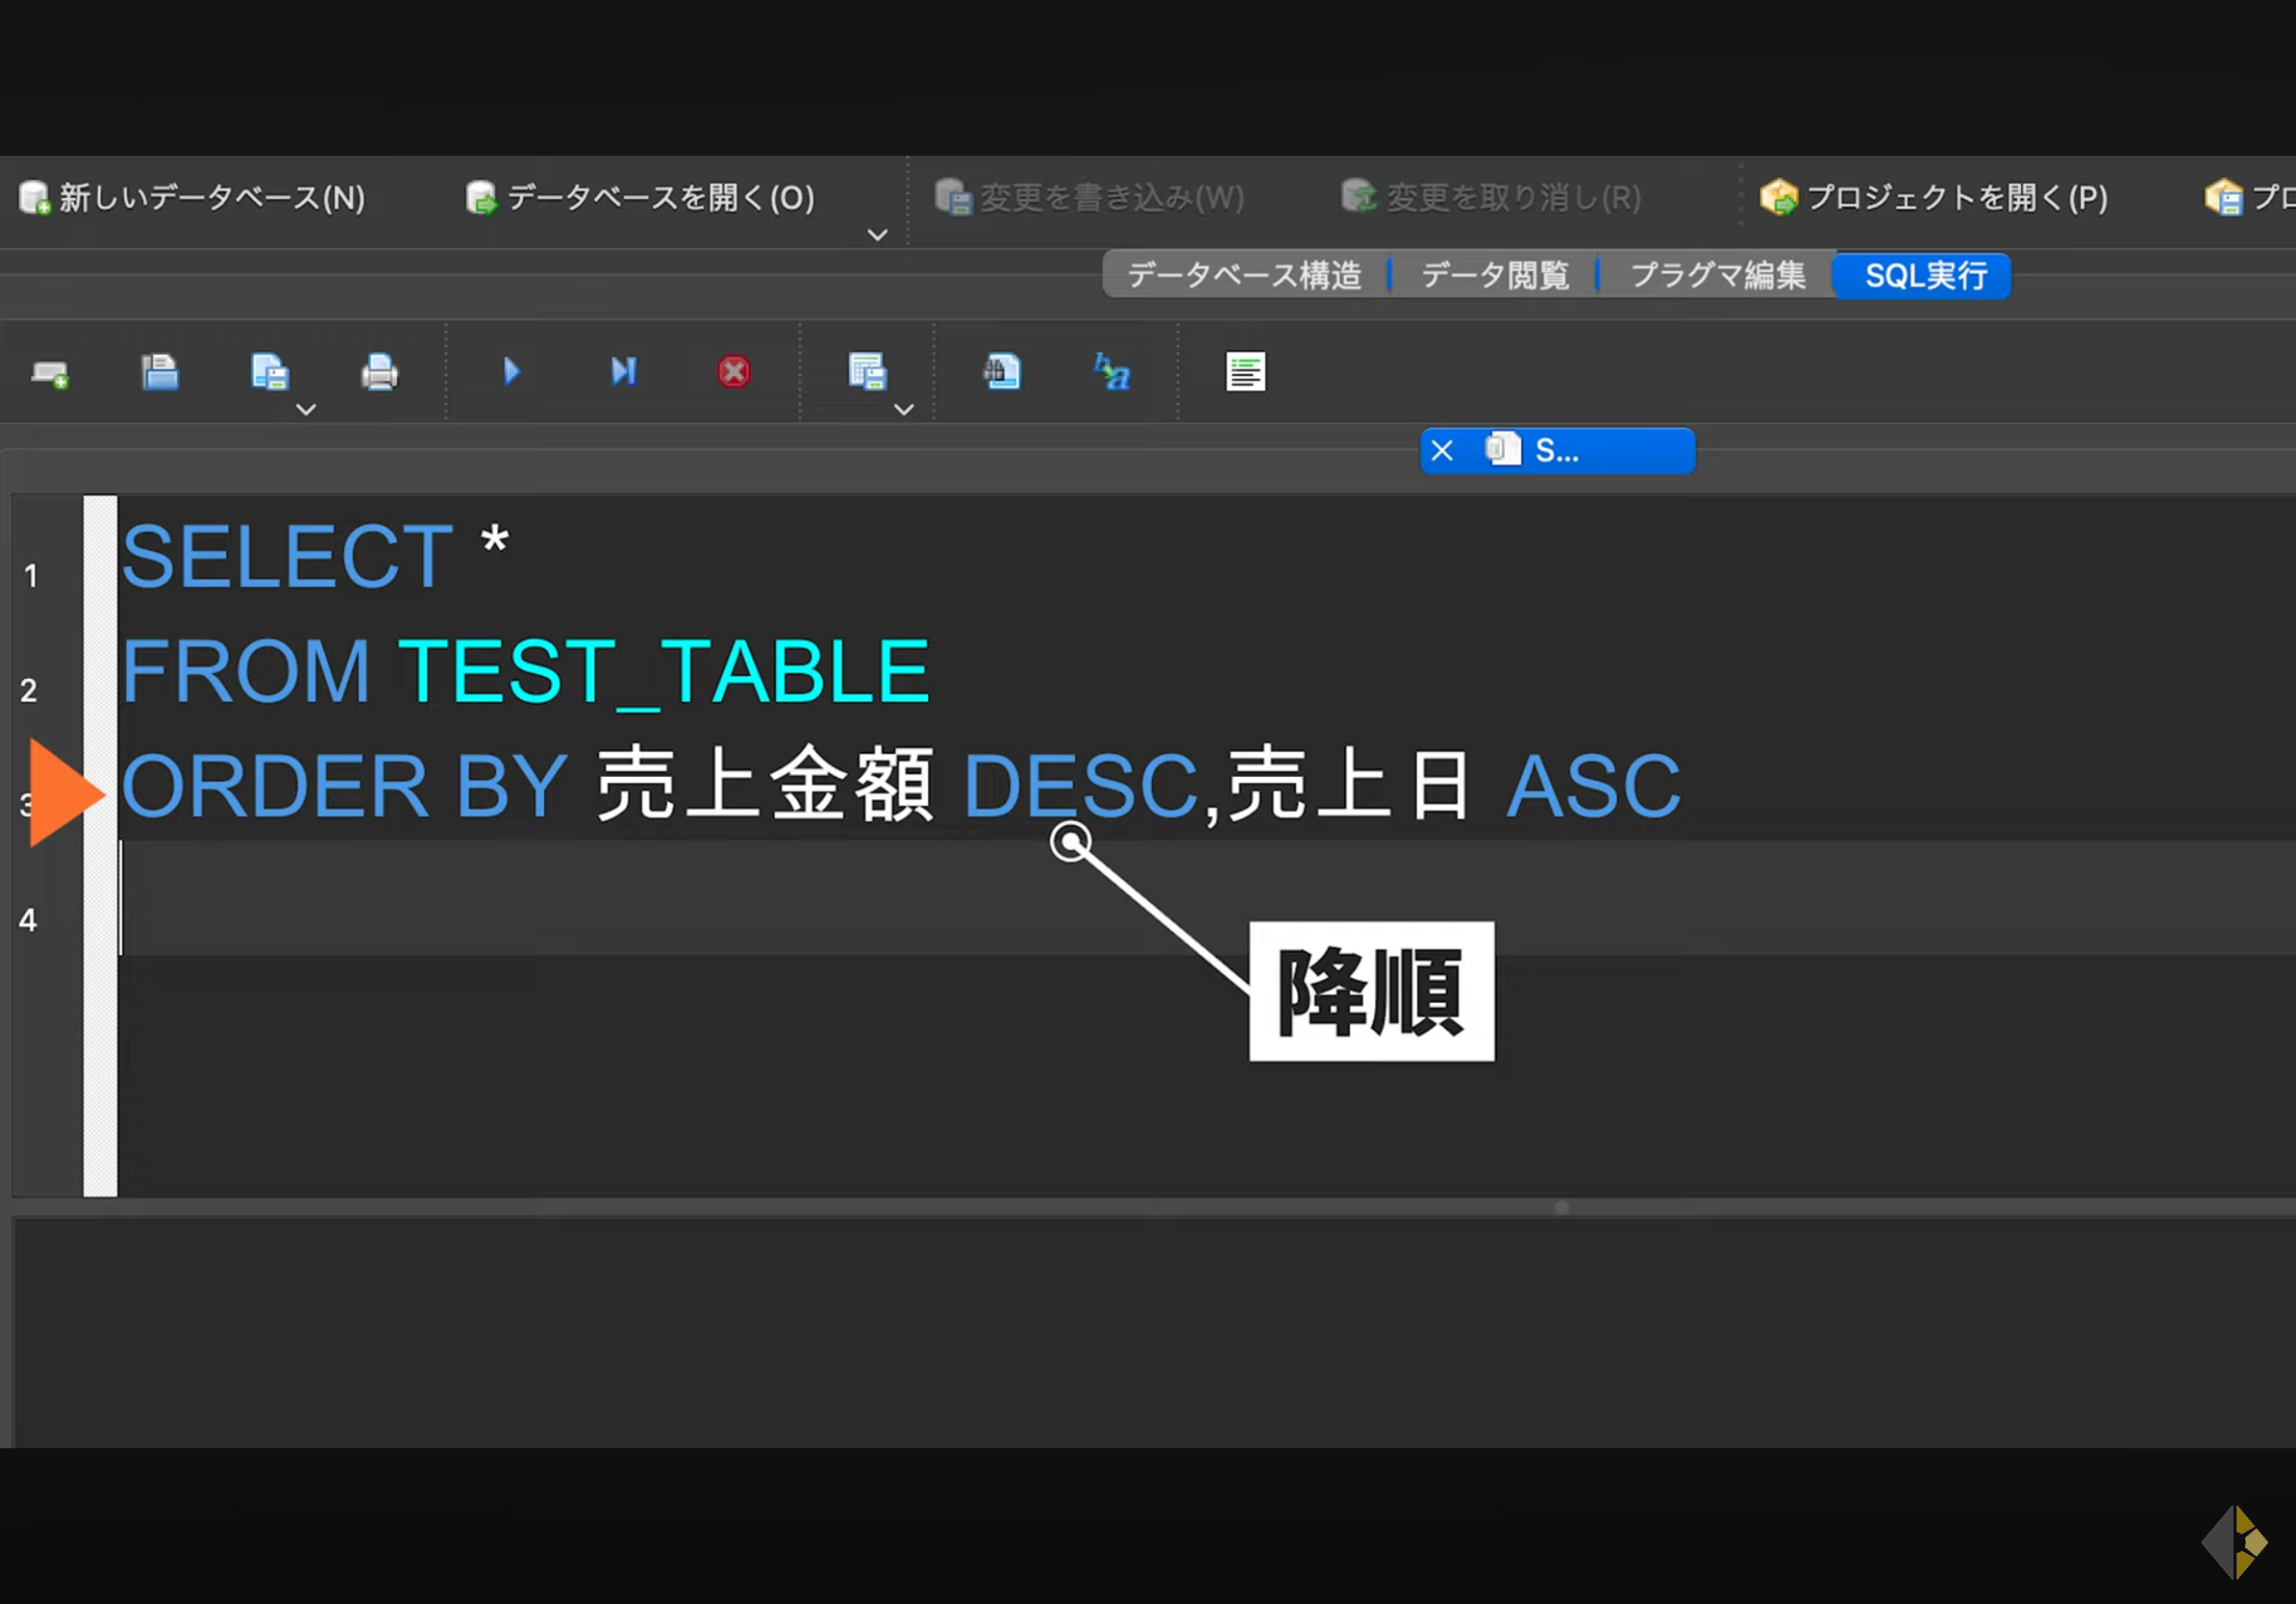 新しいデータベース(N) データベースを開く(O) 変更を書き込み(W) 変更を取り消し(R) プロジェクトを開く(P) プロ
データベース構造 データ閲覧 プラグマ編集 SQL実行
S...
1 SELECT *
2 FROM TEST_TABLE
3 ORDER BY 売上金額 DESC,売上日 ASC
4
降順